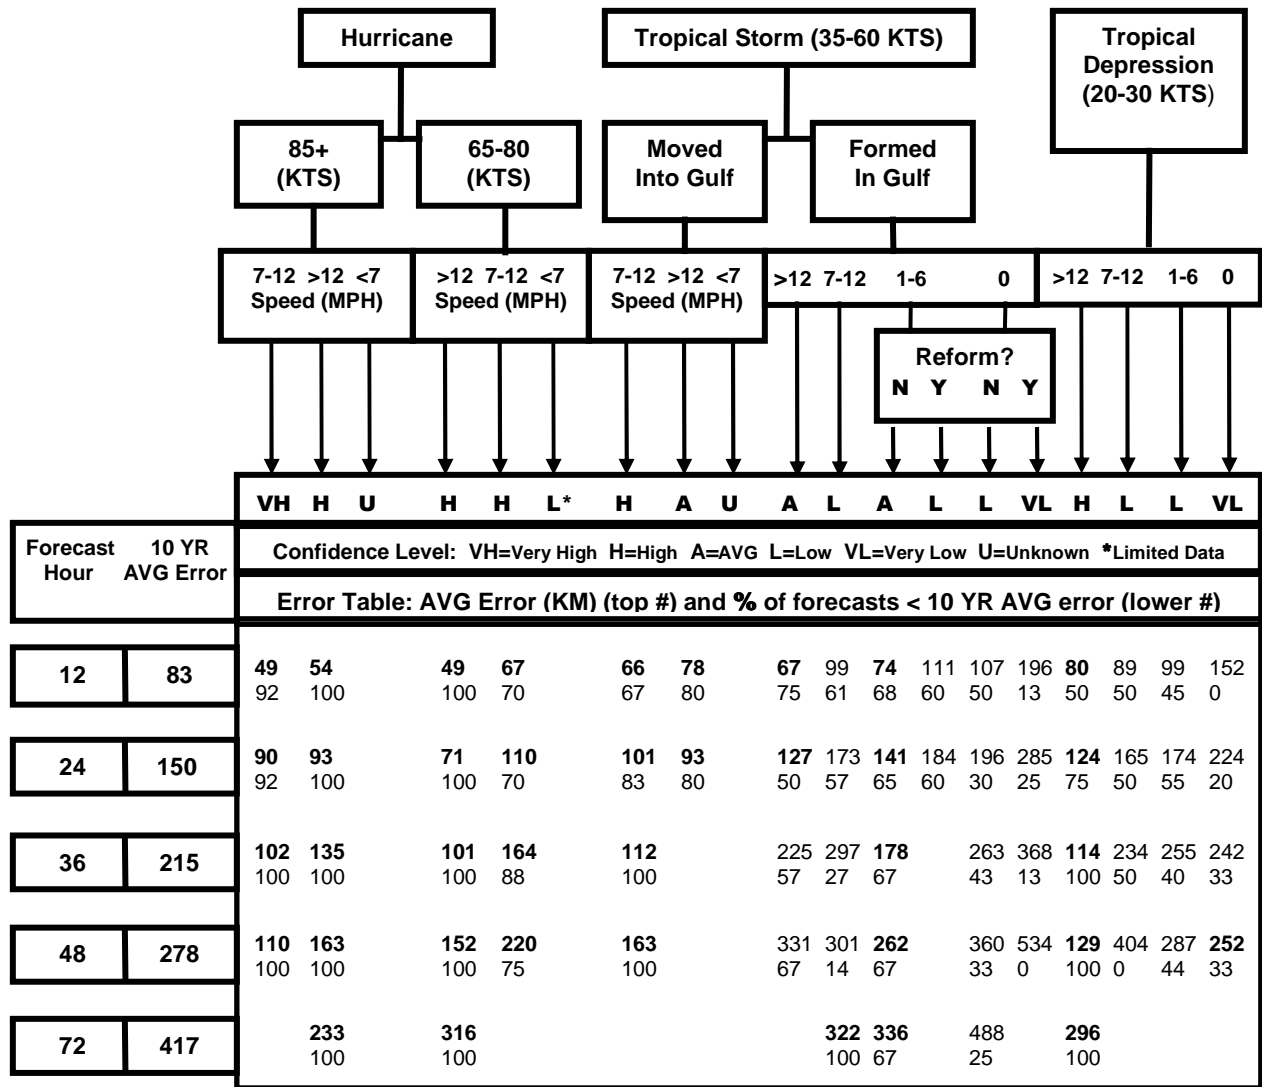 Hurricane Tropical Storm (35-60 KTS) Tropical
Depression
(20-30 KTS)
85+ 65-80 Moved Formed
(KTS) (KTS) Into Gulf In Gulf
7-12 >12 <7 >12 7-12 <7 7-12 >12 <7 >12 7-12 1-6 0 >12 7-12 1-6 0
Speed (MPH) Speed (MPH) Speed (MPH)
Reform?
N Y N Y
VH H U H H L* H A U A L A L L VL H L L VL
Forecast 10 YR
Hour AVG Error
Confidence Level: VH=Very High H=High A=AVG L=Low VL=Very Low U=Unknown *Limited Data
Error Table: AVG Error (KM) (top #) and % of forecasts < 10 YR AVG error (lower #)
12 83 49 54 49 67 66 78 67 99 74 111 107 196 80 89 99 152
92 100 100 70 67 80 75 61 68 60 50 13 50 50 45 0
24 150 90 93 71 110 101 93 127 173 141 184 196 285 124 165 174 224
92 100 100 70 83 80 50 57 65 60 30 25 75 50 55 20
36 215 102 135 101 164 112 225 297 178 263 368 114 234 255 242
100 100 100 88 100 57 27 67 43 13 100 50 40 33
48 278 110 163 152 220 163 331 301 262 360 534 129 404 287 252
100 100 100 75 100 67 14 67 33 0 100 0 44 33
72 417 233 316 322 336 488 296
100 100 100 67 25 100